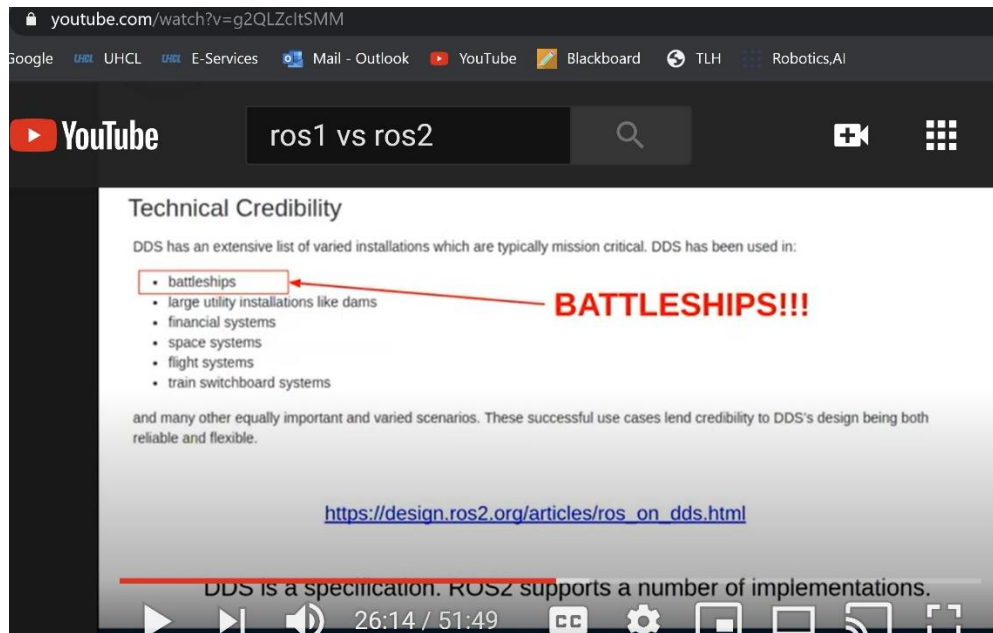 youtube.com/watch?v=g2QLZcItSMM
Google UHCL UHCL UHCL E-Services Mail - Outlook YouTube Blackboard TLH Robotics,AI
YouTube ros1 vs ros2
Technical Credibility
DDS has an extensive list of varied installations which are typically mission critical. DDS has been used in:
• battleships
BATTLESHIPS!!!
• large utility installations like dams
• financial systems
• space systems
• flight systems
• train switchboard systems
and many other equally important and varied scenarios. These successful use cases lend credibility to DDS's design being both
reliable and flexible.
https://design.ros2.org/articles/ros_on_dds.html
DDS is a specification. ROS2 supports a number of implementations.
26:14 / 51:49 CC